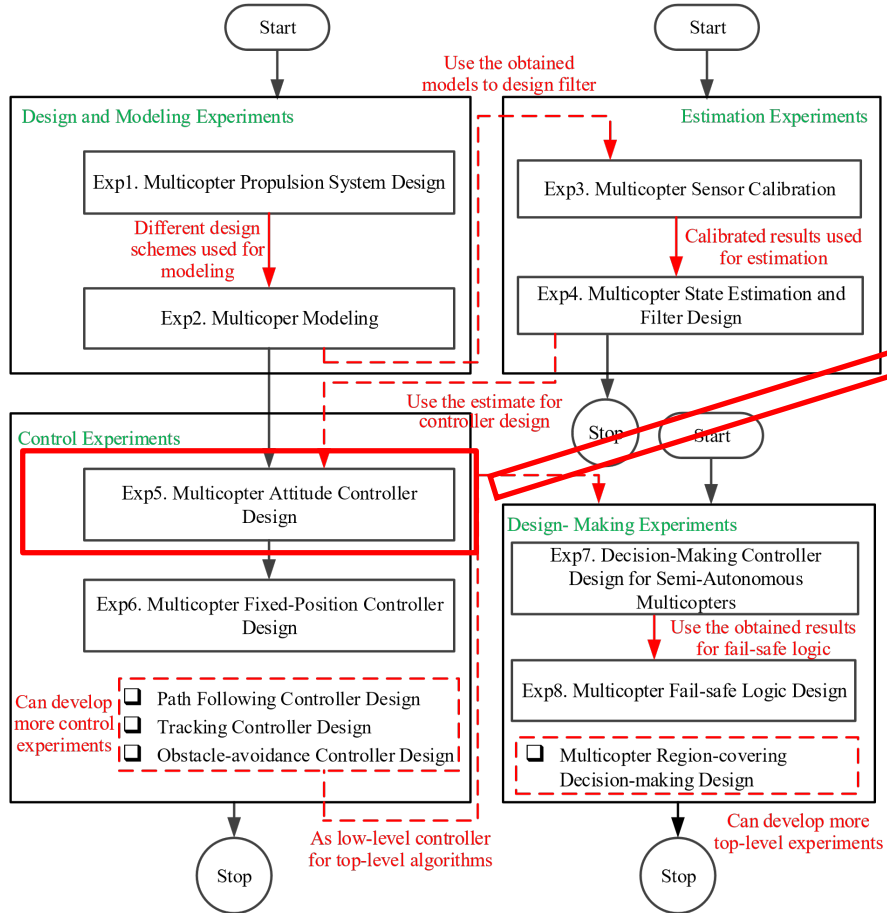 Start
Start
Use the obtained
models to design filter
Design and Modeling Experiments
Estimation Experiments
Exp1. Multicopter Propulsion System Design
Exp3. Multicopter Sensor Calibration
Different design
schemes used for
modeling
Calibrated results used
for estimation
Exp2. Multicoper Modeling
Exp4. Multicopter State Estimation and
Filter Design
Use the estimate for
controller design
Stop
Start
Control Experiments
Exp5. Multicopter Attitude Controller
Design
Design- Making Experiments
Exp7. Decision-Making Controller
Design for Semi-Autonomous
Multicopters
Exp6. Multicopter Fixed-Position Controller
Design
Use the obtained results
for fail-safe logic
Exp8. Multicopter Fail-safe Logic Design
Can develop
more control
experiments
❑ Path Following Controller Design
❑ Tracking Controller Design
❑ Obstacle-avoidance Controller Design
❑ Multicopter Region-covering
Decision-making Design
As low-level controller
for top-level algorithms
Can develop more
top-level experiments
Stop
Stop